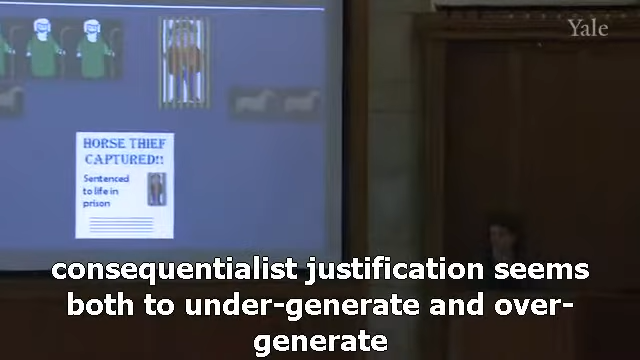 Yale
HORSE THIEF
CAPTURED!!
Sentenced
to life in
prison
consequentialist justification seems
both to under-generate and over-
generate